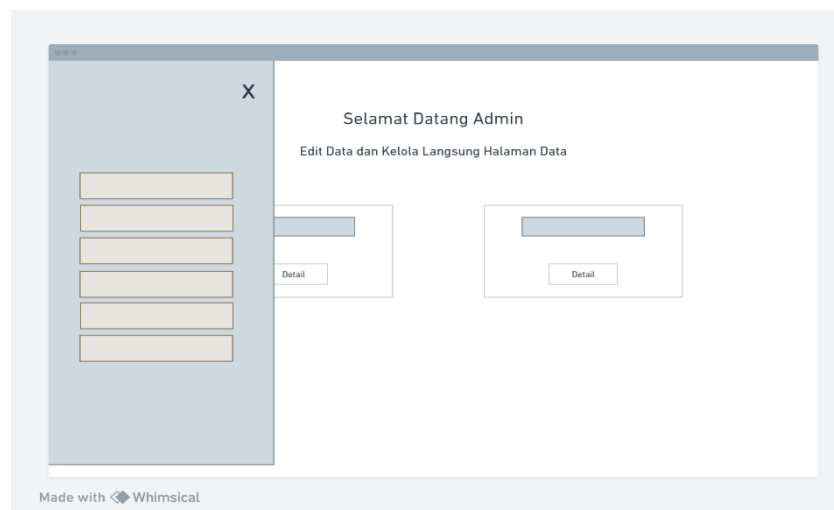 X
Selamat Datang Admin
Edit Data dan Kelola Langsung Halaman Data
Detail
Detail
Made with Whimsical